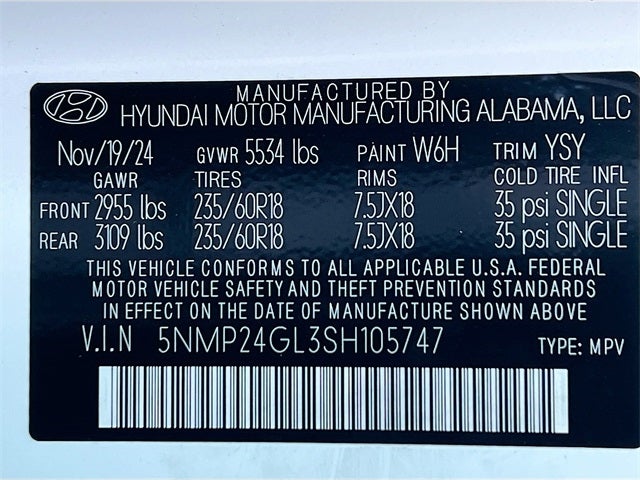 MANUFACTURED BY
HYUNDAI MOTOR MANUFACTURING ALABAMA, LLC
Nov/19/24 GVWR 5534 lbs PAINT W6H TRIM YSY
GAWR TIRES RIMS COLD TIRE INFL
FRONT 2955 lbs 235/60R18 7.5JX18 35 psi SINGLE
REAR 3109 lbs 235/60R18 7.5JX18 35 psi SINGLE
THIS VEHICLE CONFORMS TO ALL APPLICABLE U.S.A. FEDERAL
MOTOR VEHICLE SAFETY AND THEFT PREVENTION STANDARDS
IN EFFECT ON THE DATE OF MANUFACTURE SHOWN ABOVE
V.I.N 5NMP24GL3SH105747 TYPE: MPV